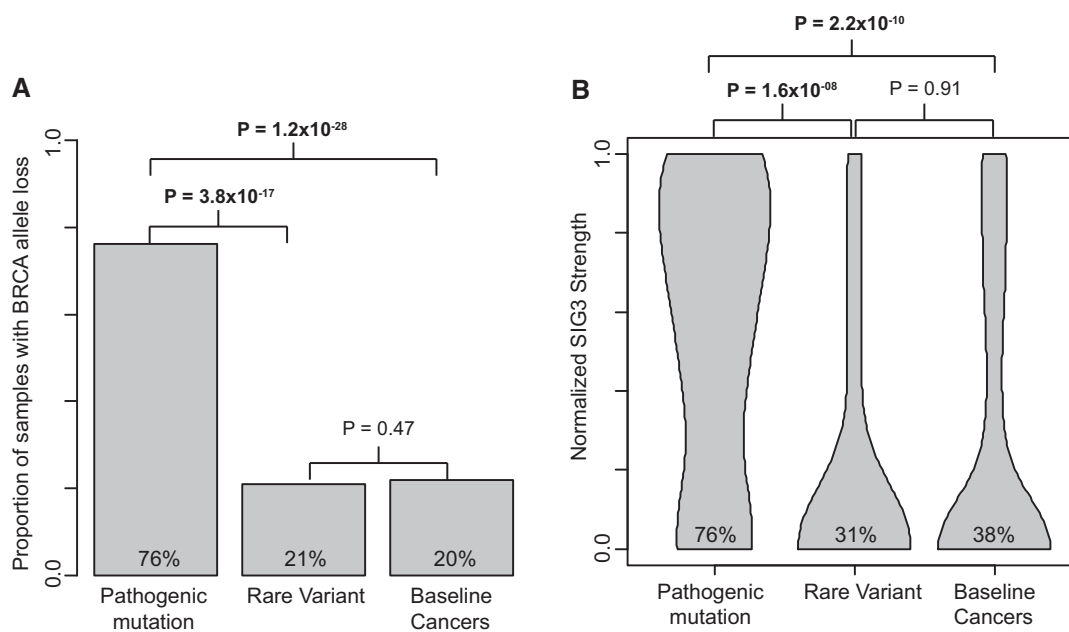 A
Proportion of samples with BRCA allele loss
1.0
0.0
P = 1.2x10-28
P = 3.8x10-17
P = 0.47
76%
21%
20%
Pathogenic
mutation
Rare Variant
Baseline
Cancers
B
Normalized SIG3 Strength
1.0
0.0
P = 2.2x10-10
P = 1.6x10-08
P = 0.91
76%
31%
38%
Pathogenic
mutation
Rare Variant
Baseline
Cancers